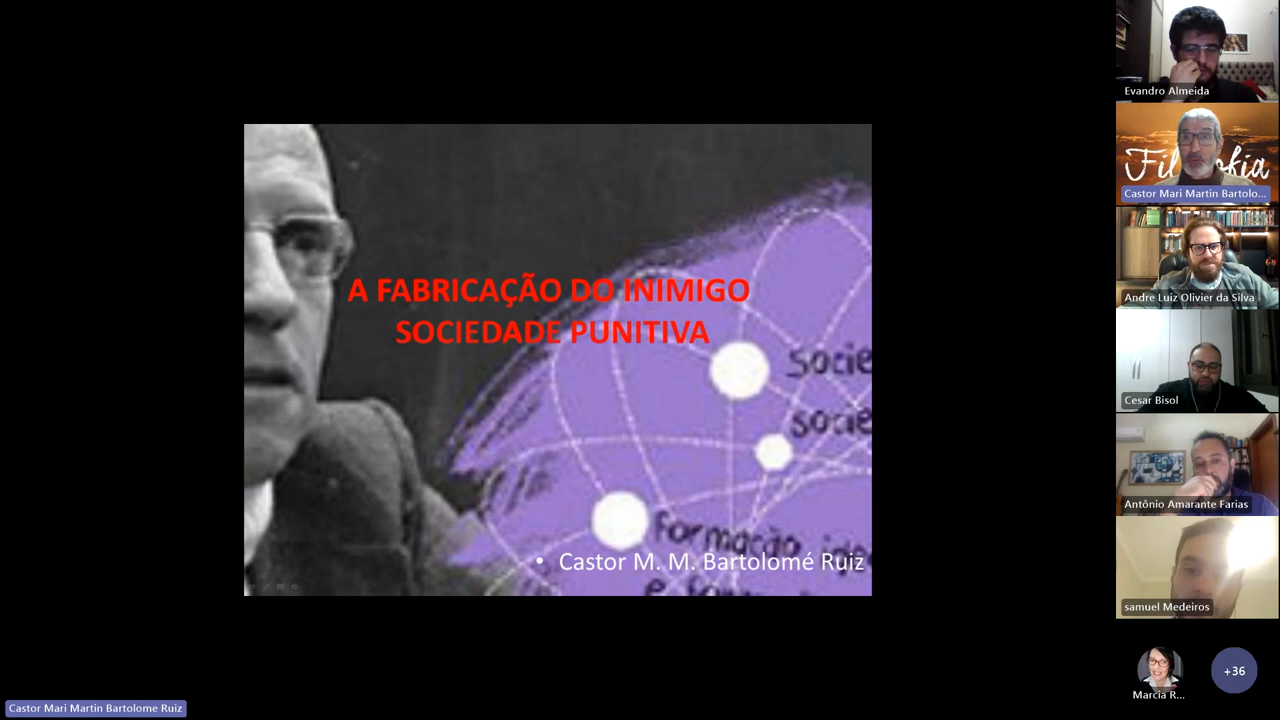 A FABRICAÇÃO DO INIMIGO
SOCIEDADE PUNITIVA
Socie
socie
Formação
• Castor M. M. Bartolomé Ruiz
e
Evandro Almeida
Filosofia
Castor Mari Martin Bartolo...
Andre Luiz Olivier da Silva
Cesar Bisol
Antônio Amarante Farias
samuel Medeiros
Marcia R...
+36
Castor Mari Martin Bartolome Ruiz